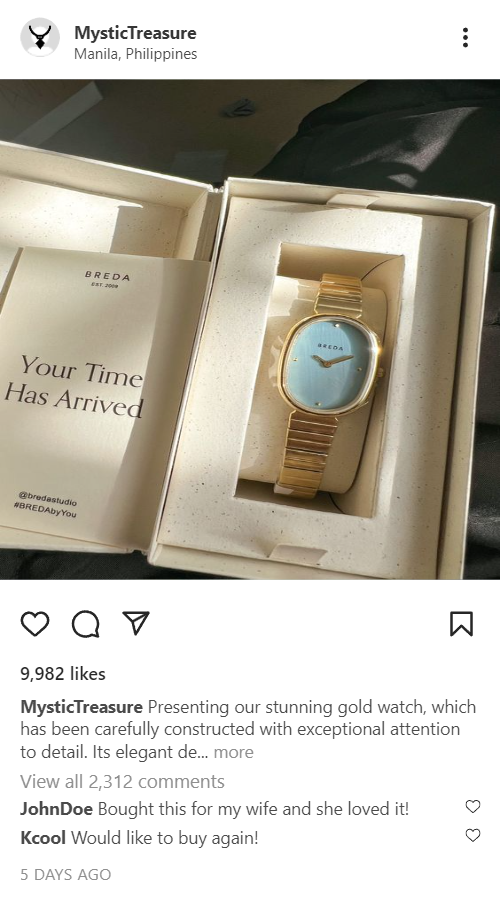 MysticTreasure
Manila, Philippines
BREDA
EST. 2009
Your Time
Has Arrived
@bredastudio
#BREDAbyYou
BREDA
9,982 likes
MysticTreasure Presenting our stunning gold watch, which
has been carefully constructed with exceptional attention
to detail. Its elegant de... more
View all 2,312 comments
JohnDoe Bought this for my wife and she loved it!
Kcool Would like to buy again!
5 DAYS AGO